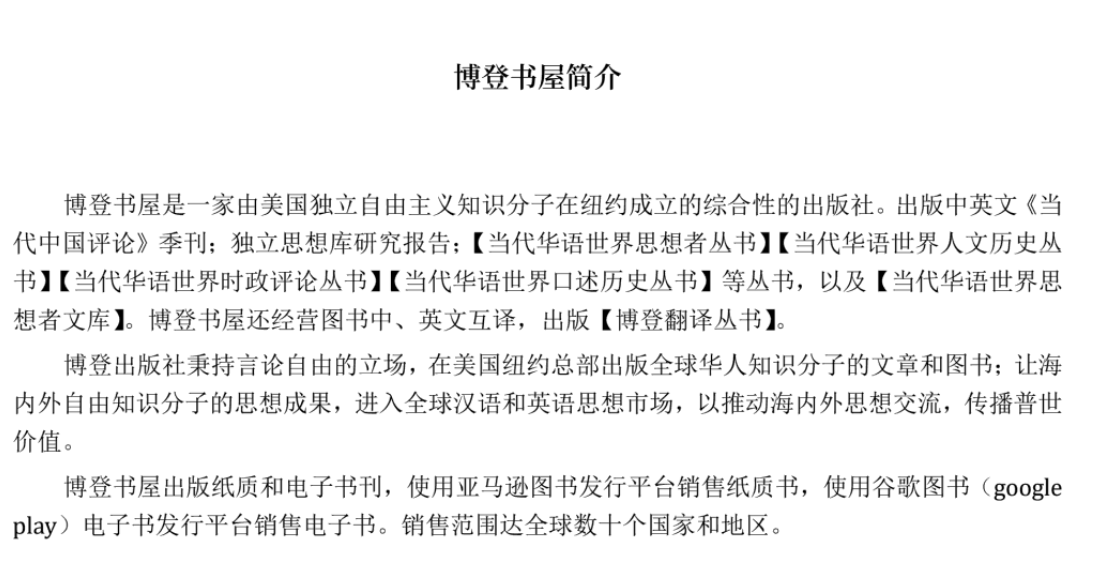 博登书屋简介
博登书屋是一家由美国独立自由主义知识分子在纽约成立的综合性的出版社。出版中英文《当
代中国评论》季刊；独立思想库研究报告；【当代华语世界思想者丛书】【当代华语世界人文历史丛
书】【当代华语世界时政评论丛书】【当代华语世界口述历史丛书】等丛书，以及【当代华语世界思
想者文库】。博登书屋还经营图书中、英文互译，出版【博登翻译丛书】。
博登出版社秉持言论自由的立场，在美国纽约总部出版全球华人知识分子的文章和图书；让海
内外自由知识分子的思想成果，进入全球汉语和英语思想市场，以推动海内外思想交流，传播普世
价值。
博登书屋出版纸质和电子书刊，使用亚马逊图书发行平台销售纸质书，使用谷歌图书（google
play）电子书发行平台销售电子书。销售范围达全球数十个国家和地区。